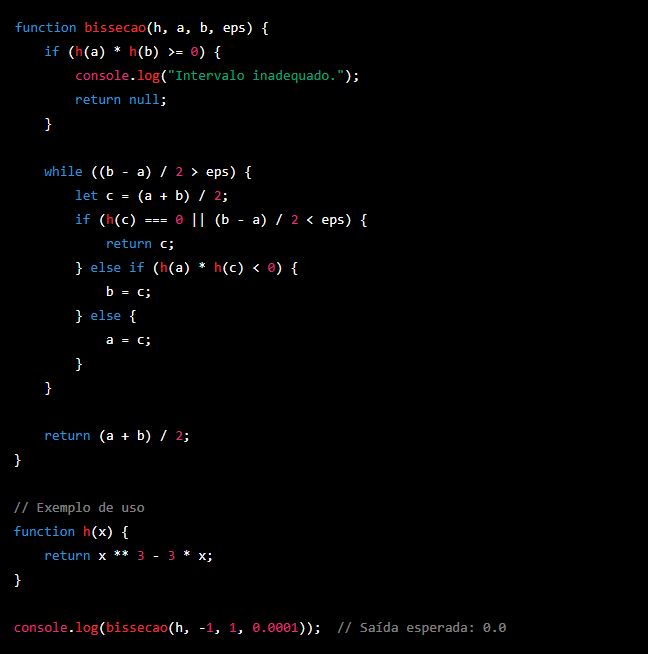 function bissecao(h, a, b, eps) {
    if (h(a) * h(b) >= 0) {
        console.log("Intervalo inadequado.");
        return null;
    }

    while ((b - a) / 2 > eps) {
        let c = (a + b) / 2;
        if (h(c) === 0 || (b - a) / 2 < eps) {
            return c;
        } else if (h(a) * h(c) < 0) {
            b = c;
        } else {
            a = c;
        }
    }

    return (a + b) / 2;
}

// Exemplo de uso
function h(x) {
    return x ** 3 - 3 * x;
}

console.log(bissecao(h, -1, 1, 0.0001));  // Saída esperada: 0.0